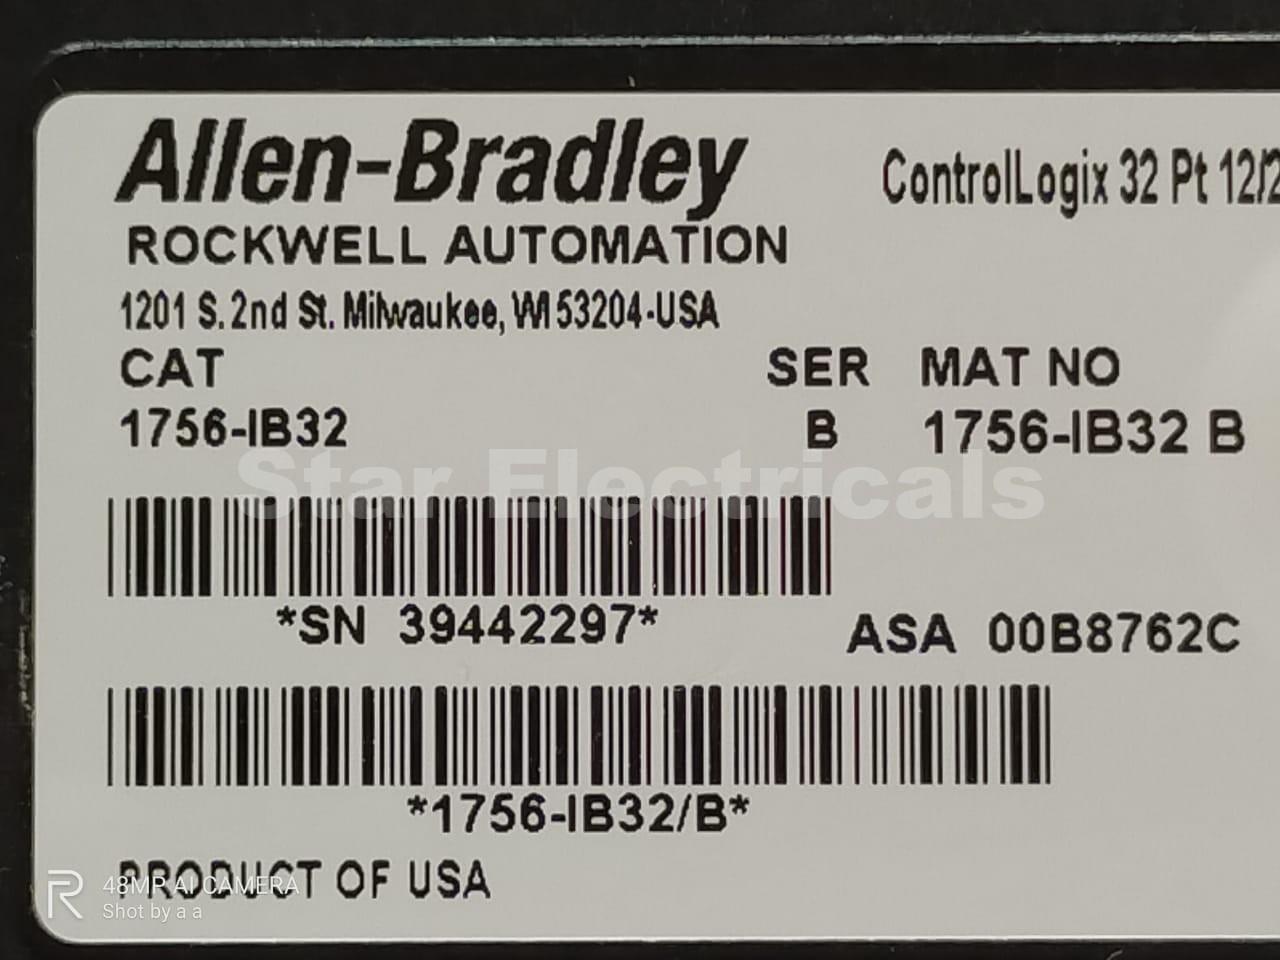 Allen-Bradley
ControlLogix 32 Pt 12/2
ROCKWELL AUTOMATION
1201 S. 2nd St. Milwaukee, WI 53204-USA
CAT SER MAT NO
1756-IB32 B 1756-IB32 B
Star Electricals
*SN 39442297*
ASA 00B8762C
*1756-IB32/B*
PRODUCT OF USA
48MP AI CAMERA
Shot by a a